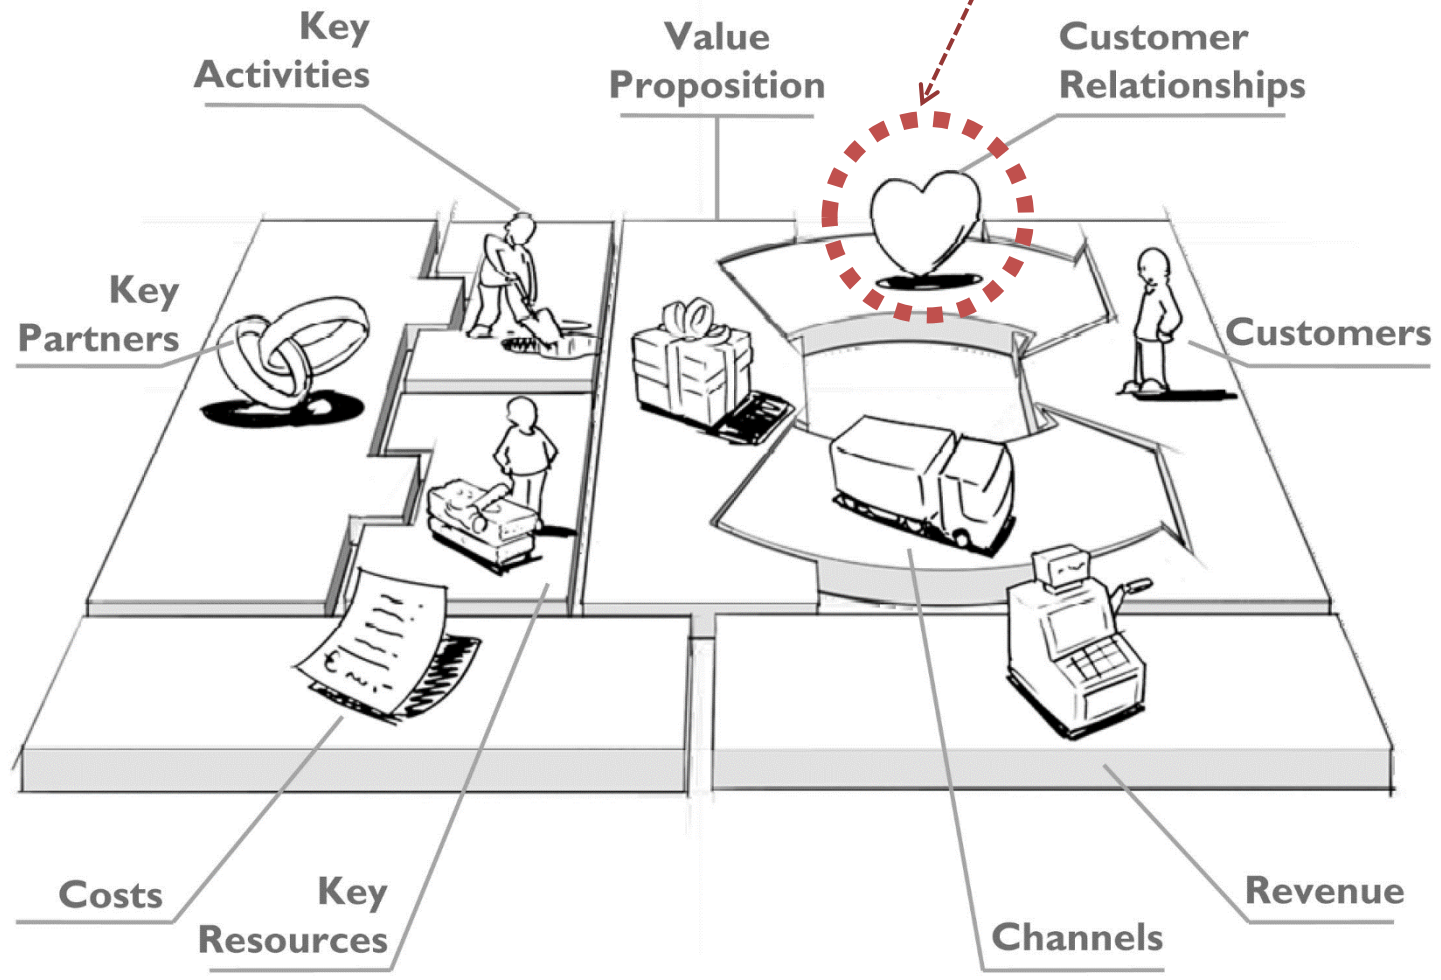 Key
Activities
Value
Proposition
Customer
Relationships
Key
Partners
Customers
Costs
Key
Resources
Channels
Revenue